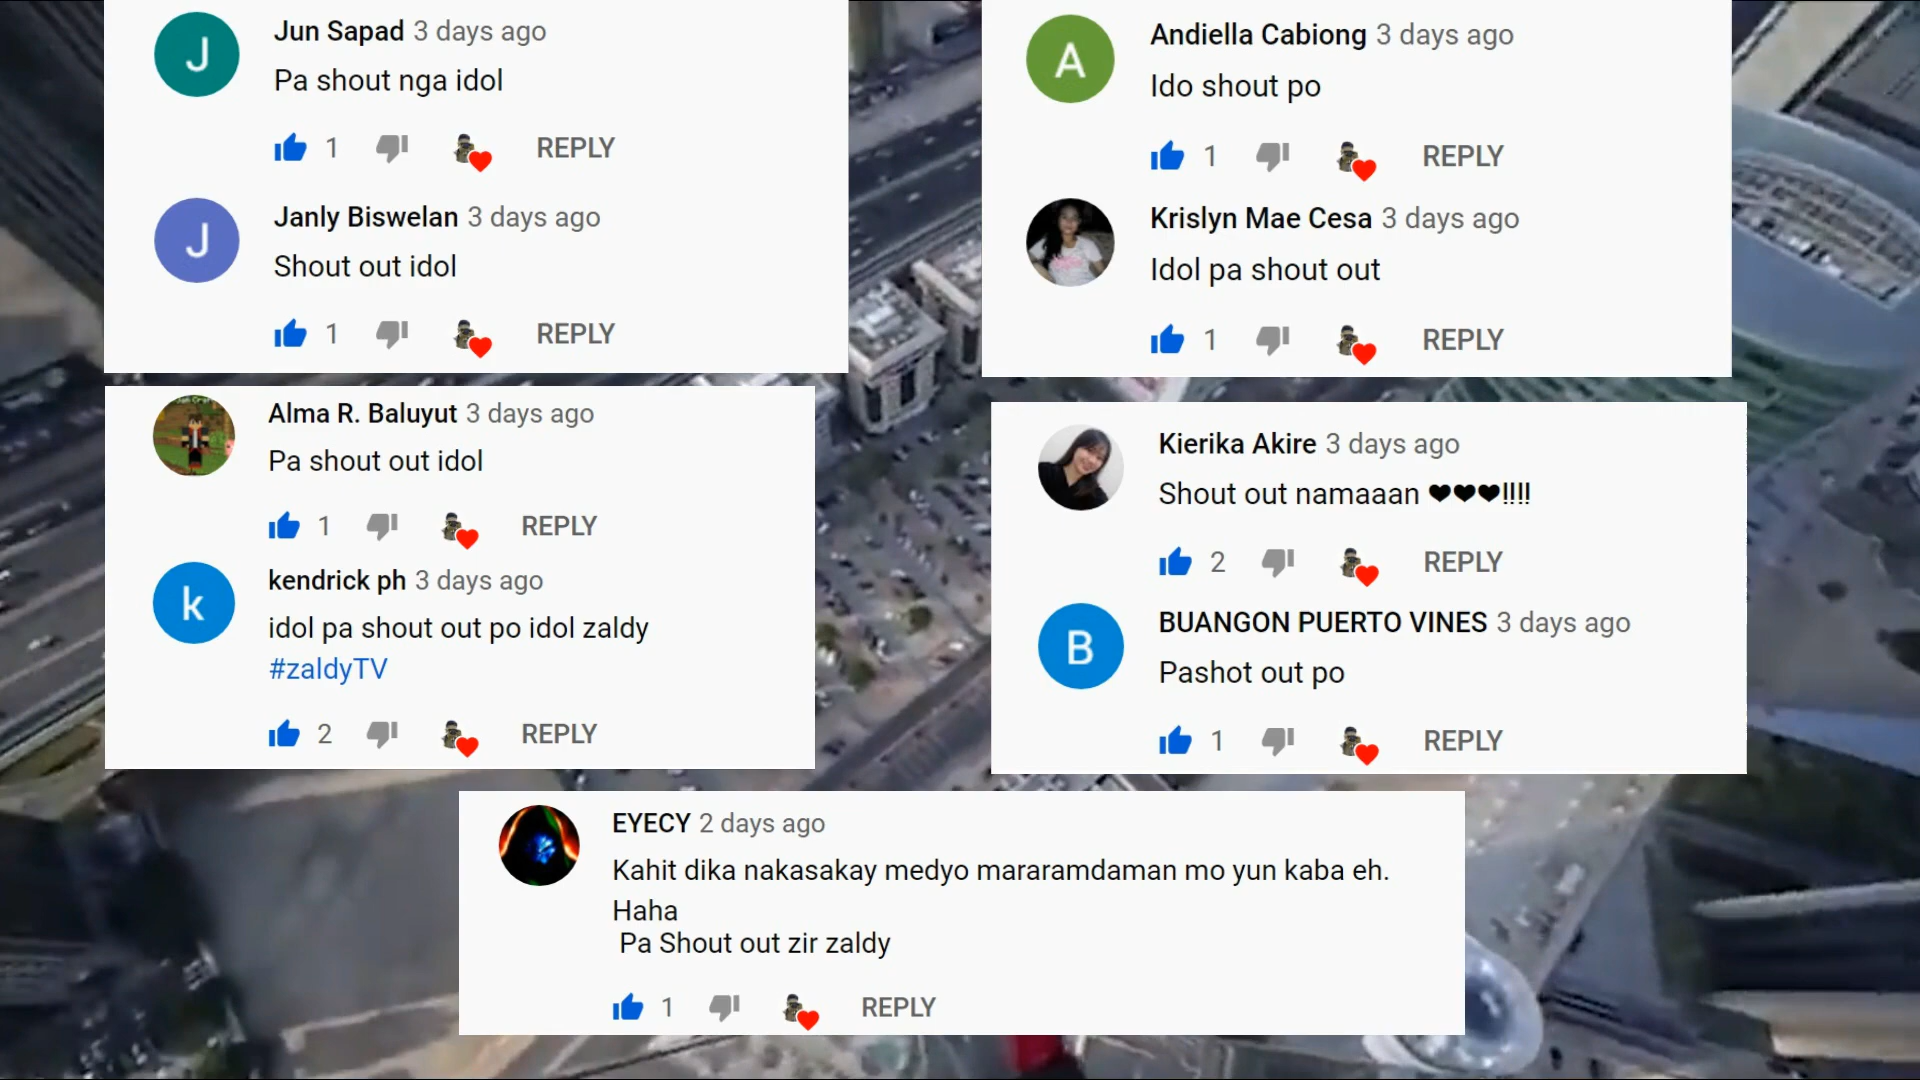 Jun Sapad 3 days ago
Pa shout nga idol
1 REPLY
Janly Biswelan 3 days ago
Shout out idol
1 REPLY
Andiella Cabiong 3 days ago
Ido shout po
1 REPLY
Krislyn Mae Cesa 3 days ago
Idol pa shout out
1 REPLY
Alma R. Baluyut 3 days ago
Pa shout out idol
1 REPLY
kendrick ph 3 days ago
idol pa shout out po idol zaldy
#zaldyTV
2 REPLY
Kierika Akire 3 days ago
Shout out namaaan ♥♥♥!!!!
2 REPLY
BUANGON PUERTO VINES 3 days ago
Pashot out po
1 REPLY
EYECY 2 days ago
Kahit dika nakasakay medyo mararamdaman mo yun kaba eh.
Haha
Pa Shout out zir zaldy
1 REPLY